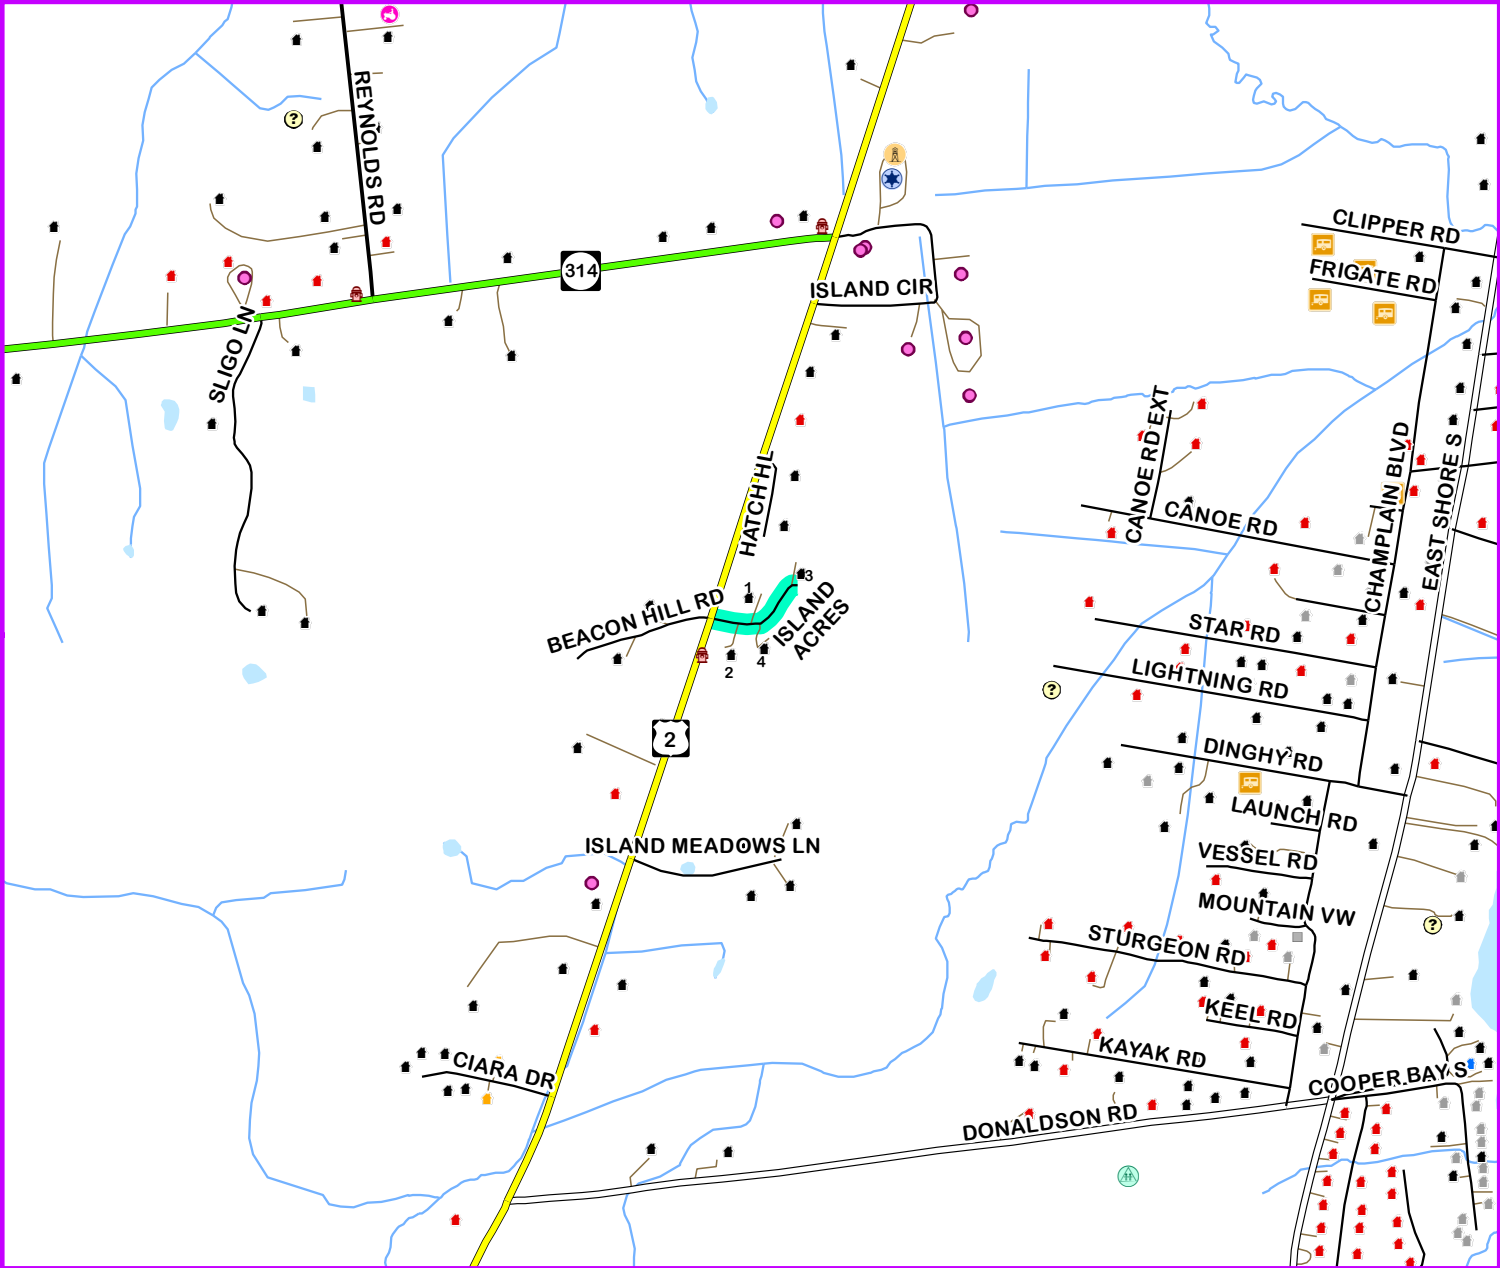 REYNOLDS RD
?
CLIPPER RD
FRIGATE RD
314
ISLAND CIR
SLIGO LN
CANOE RD EXT
CANOE RD
CHAMPLAIN BLVD
EAST SHORE S
HATCH HL
BEACON HILL RD
1
3
ISLAND
ACRES
2
4
STAR RD
LIGHTNING RD
?
2
DINGHY RD
LAUNCH RD
ISLAND MEADOWS LN
VESSEL RD
MOUNTAIN VW
?
STURGEON RD
KEEL RD
KAYAK RD
CIARA DR
COOPER BAY S
DONALDSON RD